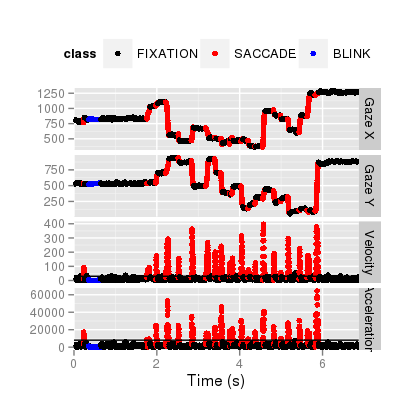 class FIXATION SACCADE BLINK
1250
1000
750
500
Gaze X
750
500
250
Gaze Y
400
300
200
100
0
Velocity
60000
40000
20000
0
Acceleration
0 2 4 6
Time (s)